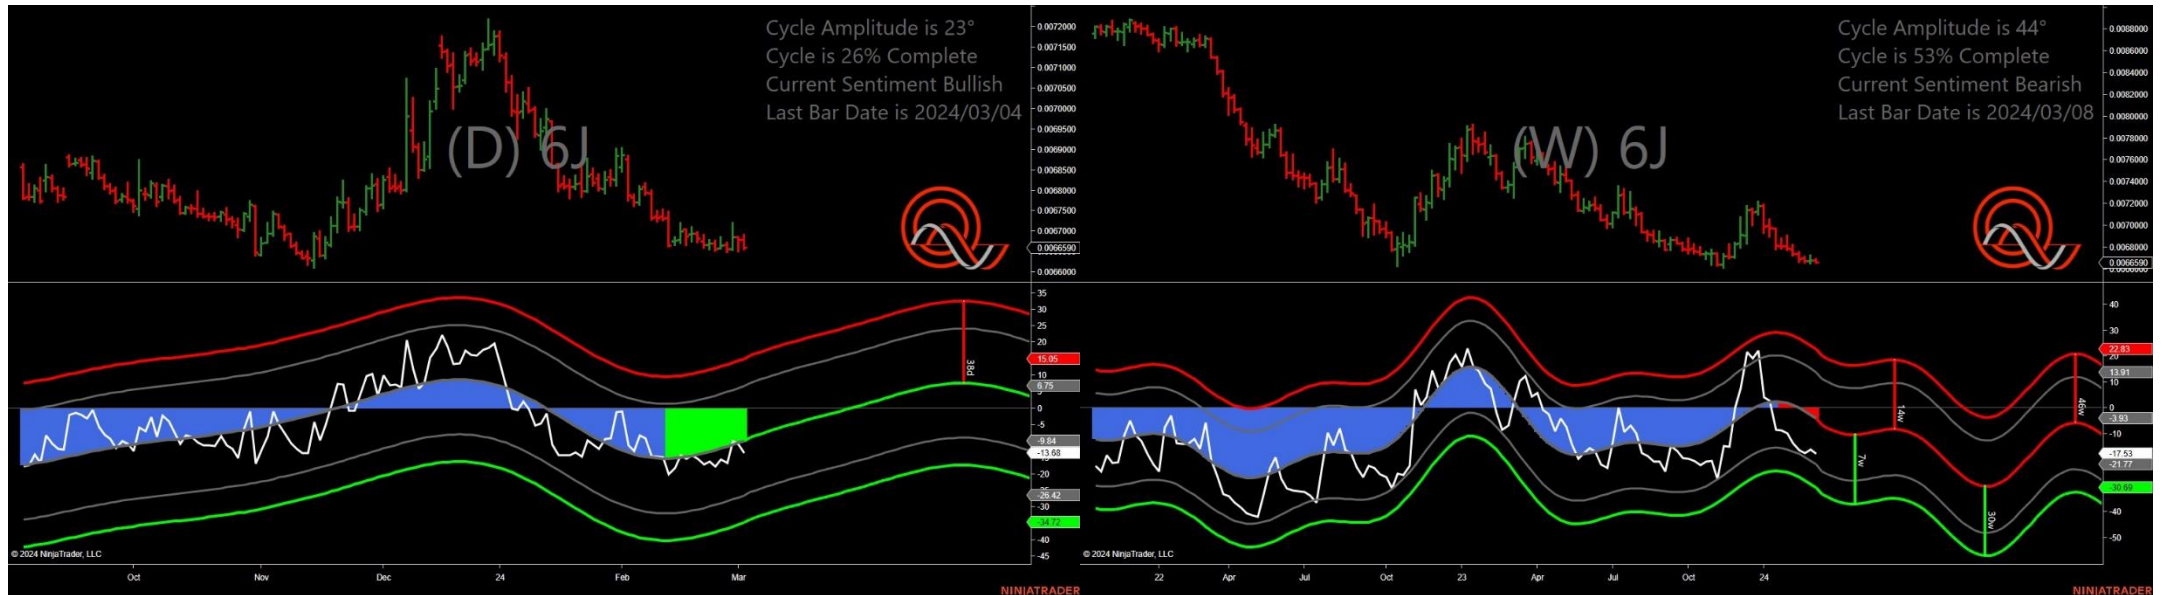 Cycle Amplitude is 23°
Cycle is 26% Complete
Current Sentiment Bullish
Last Bar Date is 2024/03/04
(D) 6J
0.0072000
0.0071500
0.0071000
0.0070500
0.0070000
0.0069500
0.0069000
0.0068500
0.0068000
0.0067500
0.0067000
0.0066590
0.0066000
35
30
25
20
15.05
10
6.75
0
-5
-9.84
-13.68
-20
-26.42
-30
-34.72
-40
-45
38d
© 2024 NinjaTrader, LLC
Oct
Nov
Dec
24
Feb
Mar
NINJATRADER
Cycle Amplitude is 44°
Cycle is 53% Complete
Current Sentiment Bearish
Last Bar Date is 2024/03/08
(W) 6J
0.0088000
0.0086000
0.0084000
0.0082000
0.0080000
0.0078000
0.0076000
0.0074000
0.0072000
0.0070000
0.0068000
0.0066590
40
30
22.83
20
13.91
10
0
-3.93
-10
-17.53
-21.77
-30.69
-40
-50
7w
14w
30w
46w
© 2024 NinjaTrader, LLC
22
Apr
Jul
Oct
23
Apr
Jul
Oct
24
NINJATRADER